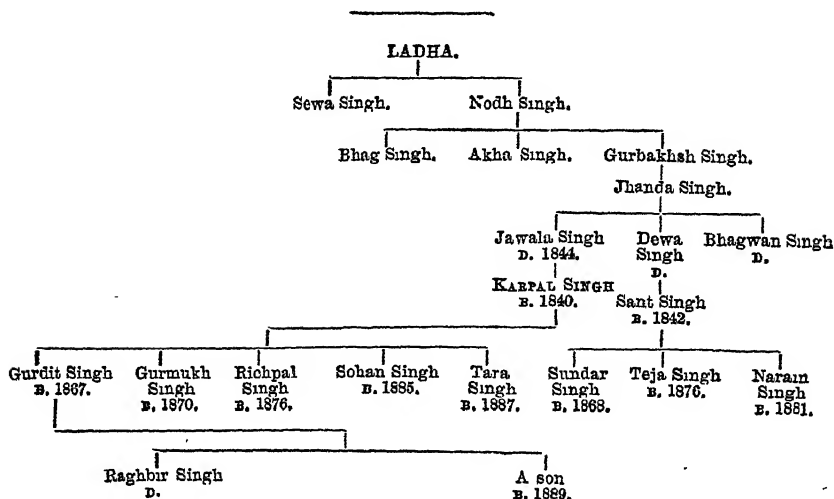 LADHA.
Sewa Singh. Nodh Singh.
Bhag Singh. Akha Singh. Gurbakhsh Singh.
Jhanda Singh.
Jawala Singh Dewa Bhagwan Singh
D. 1844. Singh D.
D.
KARPAL SINGH Sant Singh
B. 1840. B. 1842.
Gurdit Singh Gurmukh Richpal Sohan Singh Tara Sundar Teja Singh Narain
B. 1867. Singh Singh B. 1885. Singh Singh B. 1876. Singh
B. 1870. B. 1876. B. 1887. B. 1868. B. 1881.
Raghbir Singh A son
D. B. 1889.